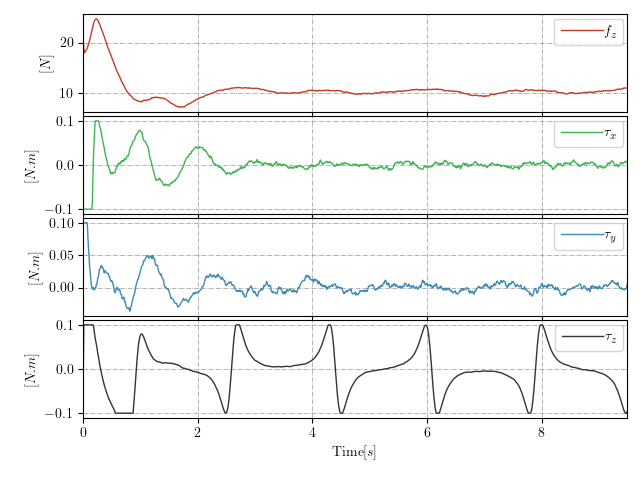 20
10
[N]
f_z
0.1
0.0
−0.1
[N.m]
τ_x
0.10
0.05
0.00
[N.m]
τ_y
0.1
0.0
−0.1
[N.m]
τ_z
0 2 4 6 8
Time[s]